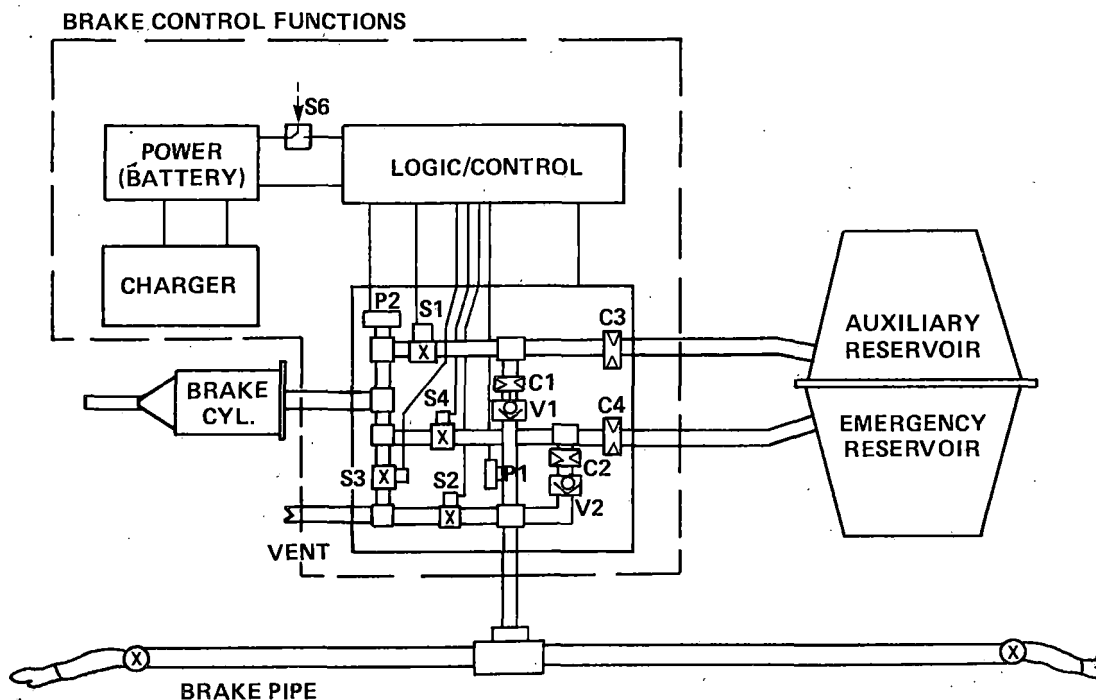 BRAKE CONTROL FUNCTIONS
S6
POWER
(BATTERY)
LOGIC/CONTROL
CHARGER
P2
S1
C3
AUXILIARY
RESERVOIR
C1
BRAKE
CYL.
S4
V1
C4
EMERGENCY
RESERVOIR
C2
S3
S2
P1
V2
VENT
BRAKE PIPE